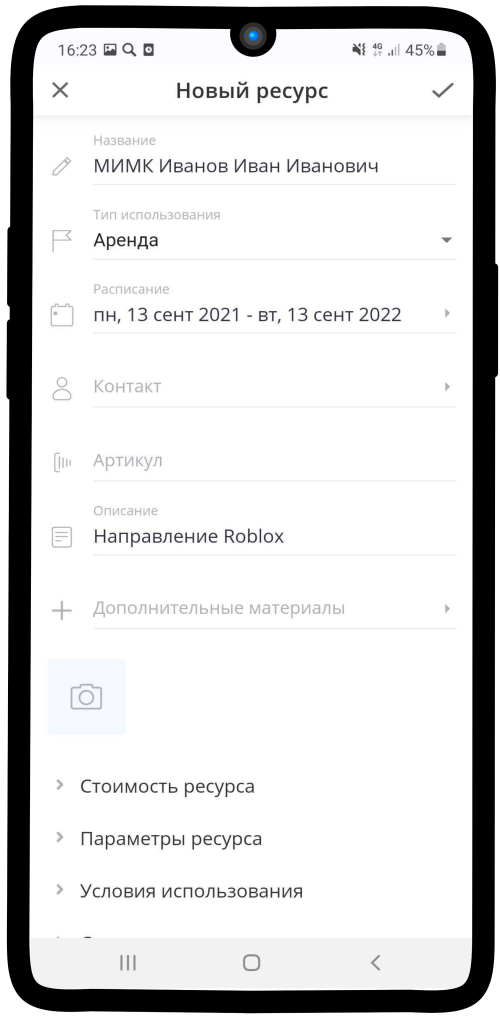 16:23 4G 45%
Новый ресурс
Название
МИМК Иванов Иван Иванович
Тип использования
Аренда
Расписание
пн, 13 сент 2021 - вт, 13 сент 2022
Контакт
Артикул
Описание
Направление Roblox
Дополнительные материалы
Стоимость ресурса
Параметры ресурса
Условия использования